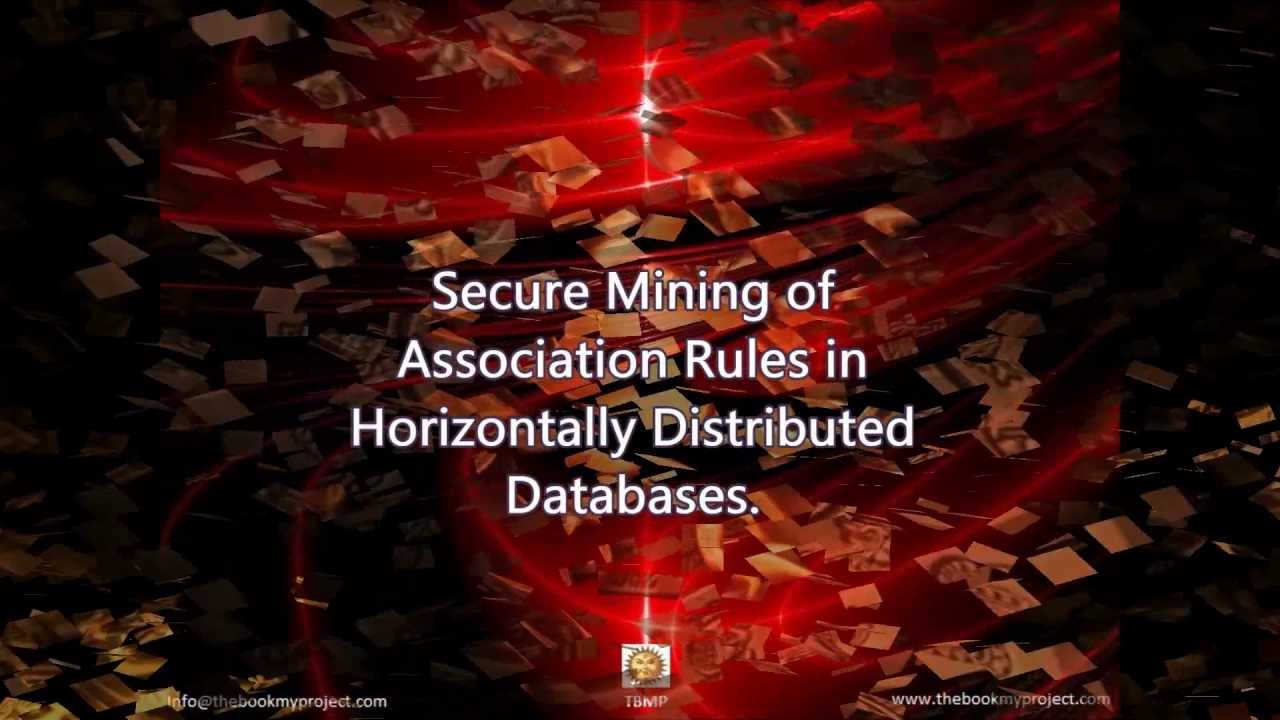 Secure Mining of
Association Rules in
Horizontally Distributed
Databases.
Info@thebookmyproject.com
TBMP
www.thebookmyproject.com